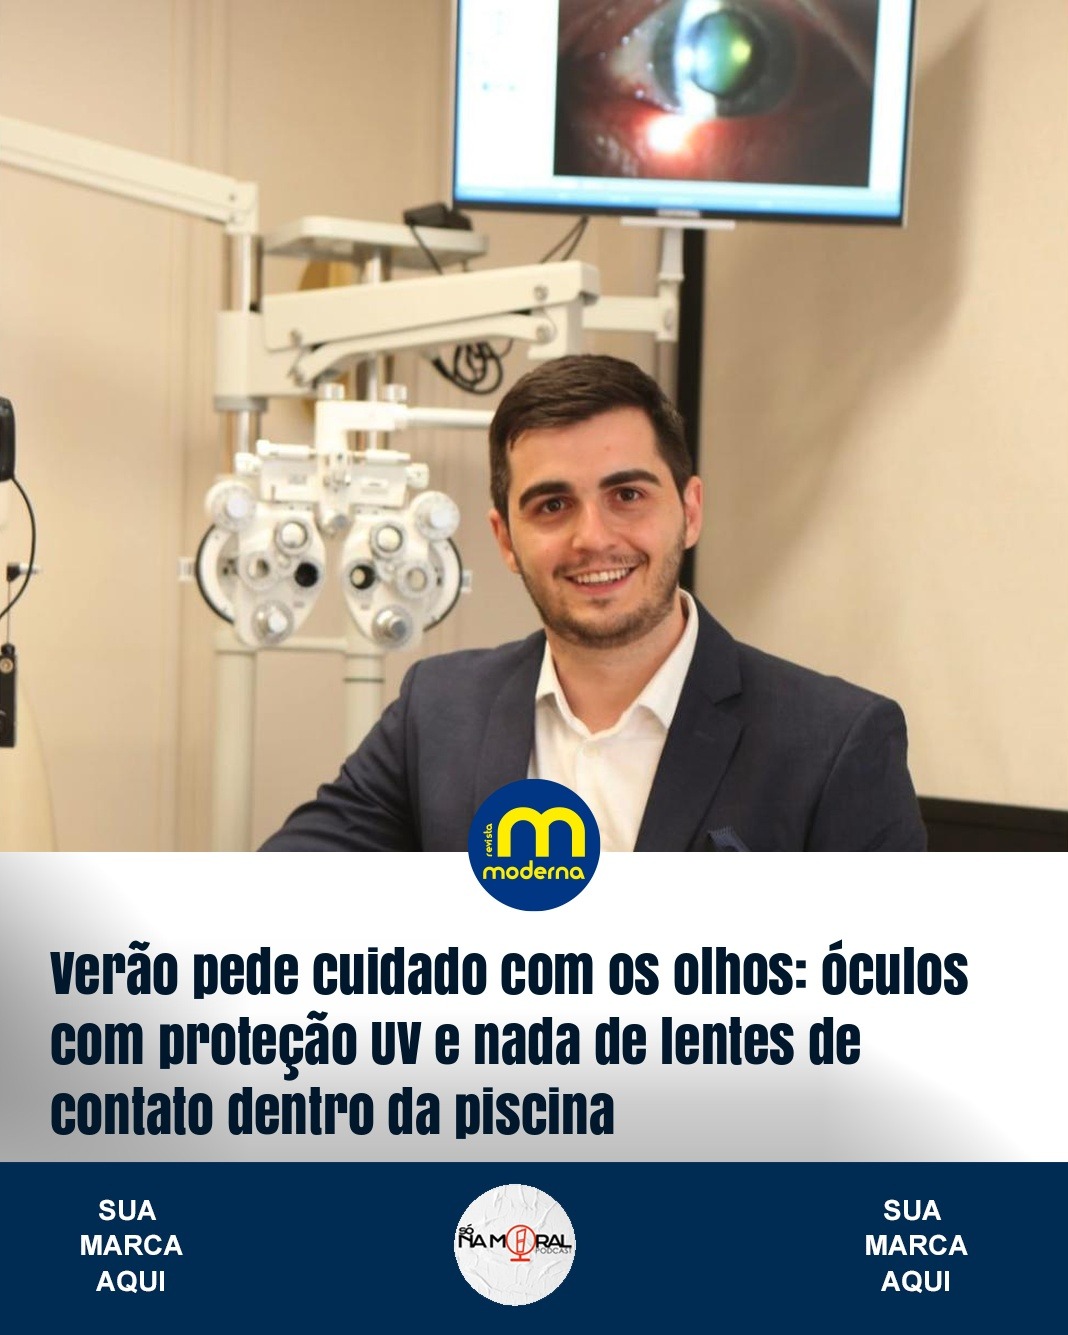 revista
m
moderna
Verão pede cuidado com os olhos: óculos
com proteção UV e nada de lentes de
contato dentro da piscina
SUA
MARCA
AQUI
SÓ
NA MORAL
PODCAST
SUA
MARCA
AQUI